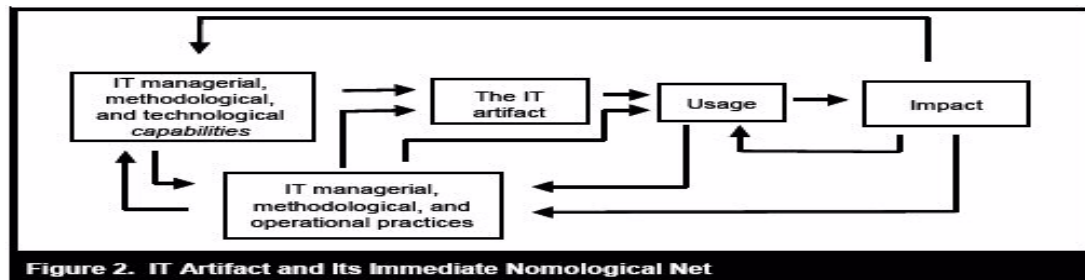 IT managerial,
methodological,
and technological
capabilities
The IT
artifact
Usage
Impact
IT managerial,
methodological, and
operational practices
Figure 2. IT Artifact and Its Immediate Nomological Net